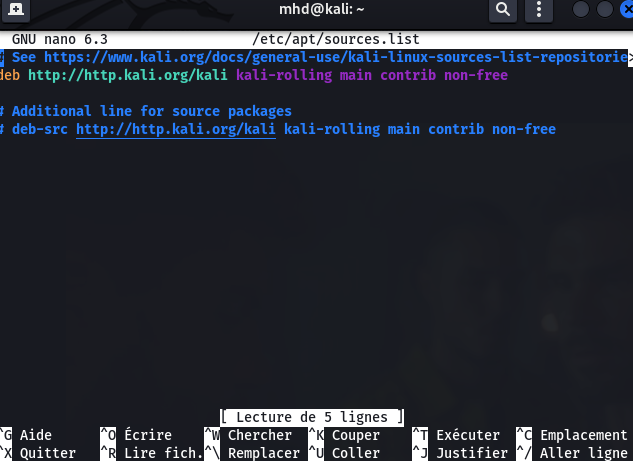 mhd@kali: ~
GNU nano 6.3 /etc/apt/sources.list
# See https://www.kali.org/docs/general-use/kali-linux-sources-list-repositorie>
deb http://http.kali.org/kali kali-rolling main contrib non-free
# Additional line for source packages
# deb-src http://http.kali.org/kali kali-rolling main contrib non-free
[ Lecture de 5 lignes ]
^G Aide ^O Écrire ^W Chercher ^K Couper ^T Exécuter ^C Emplacement
^X Quitter ^R Lire fich. ^\ Remplacer ^U Coller ^J Justifier ^/ Aller ligne